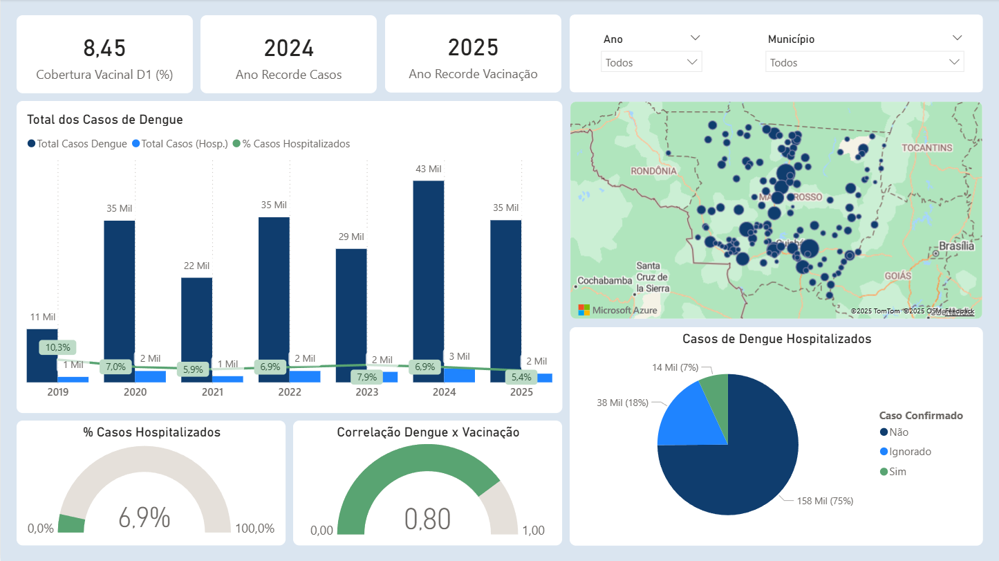 8,45
Cobertura Vacinal D1 (%)
2024
Ano Recorde Casos
2025
Ano Recorde Vacinação
Ano
Todos
Município
Todos
Total dos Casos de Dengue
Total Casos Dengue Total Casos (Hosp.) % Casos Hospitalizados
43 Mil
35 Mil
35 Mil
35 Mil
29 Mil
22 Mil
11 Mil
10,3%
1 Mil
7,0%
2 Mil
5,9%
1 Mil
6,9%
2 Mil
7,9%
2 Mil
6,9%
3 Mil
5,4%
2 Mil
2019 2020 2021 2022 2023 2024 2025
TOCANTINS
RONDÔNIA
Brasília
Santa
Cruz de
la Sierra
Cochabamba
GOIÁS
Microsoft Azure
©2025 TomTom ©2025 OSM Feedback
% Casos Hospitalizados
6,9%
0,0%
100,0%
Correlação Dengue x Vacinação
0,80
0,00
1,00
Casos de Dengue Hospitalizados
14 Mil (7%)
38 Mil (18%)
158 Mil (75%)
Caso Confirmado
Não
Ignorado
Sim